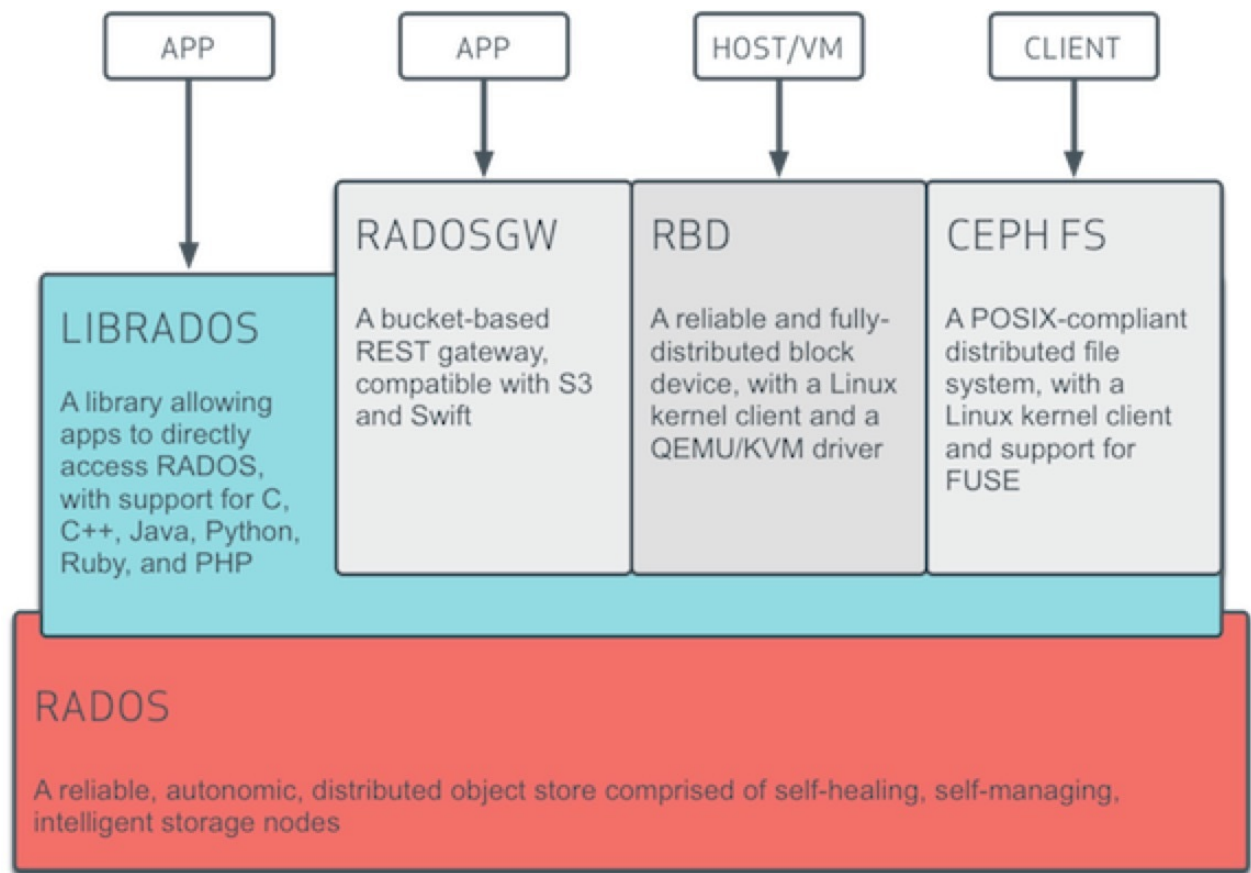 APP
APP
HOST/VM
CLIENT
LIBRADOS
A library allowing
apps to directly
access RADOS,
with support for C,
C++, Java, Python,
Ruby, and PHP
RADOSGW
A bucket-based
REST gateway,
compatible with S3
and Swift
RBD
A reliable and fully-
distributed block
device, with a Linux
kernel client and a
QEMU/KVM driver
CEPH FS
A POSIX-compliant
distributed file
system, with a
Linux kernel client
and support for
FUSE
RADOS
A reliable, autonomic, distributed object store comprised of self-healing, self-managing,
intelligent storage nodes